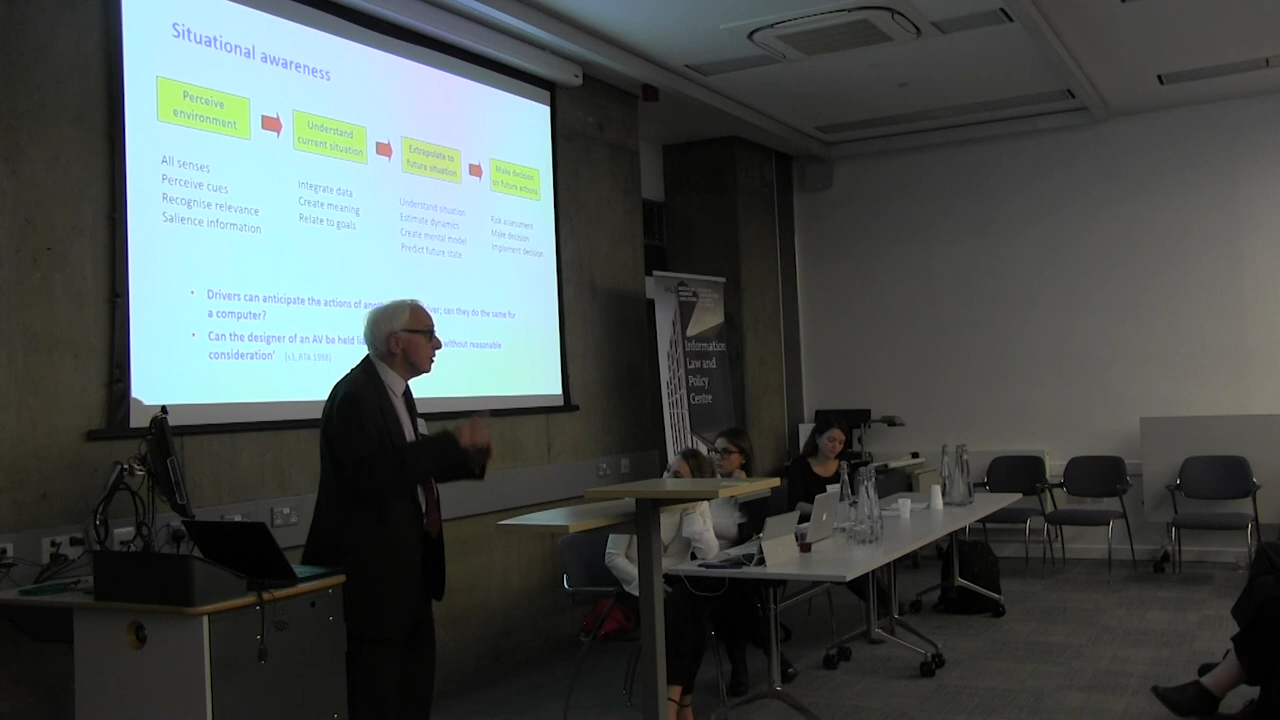 Situational awareness
Perceive
environment
Understand
current situation
Extrapolate to
future situation
Make decision
on future actions
All senses
Perceive cues
Recognise relevance
Salience information
Integrate data
Create meaning
Relate to goals
Understand situation
Estimate dynamics
Create mental model
Predict future state
Risk assessment
Make decision
Implement decision
• Drivers can anticipate the actions of ver; can they do the same for
a computer?
• Can the designer of an AV be held without reasonable
consideration' [s3, RTA 1988]
Information
Law and
Policy
Centre